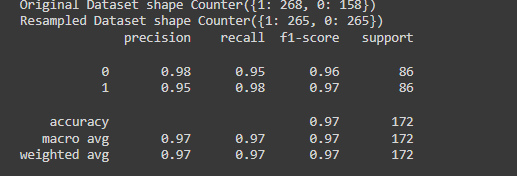 Original Dataset shape Counter({1: 268, 0: 158})
Resampled Dataset shape Counter({1: 265, 0: 265})
precision recall f1-score support
0 0.98 0.95 0.96 86
1 0.95 0.98 0.97 86
accuracy 0.97 172
macro avg 0.97 0.97 0.97 172
weighted avg 0.97 0.97 0.97 172